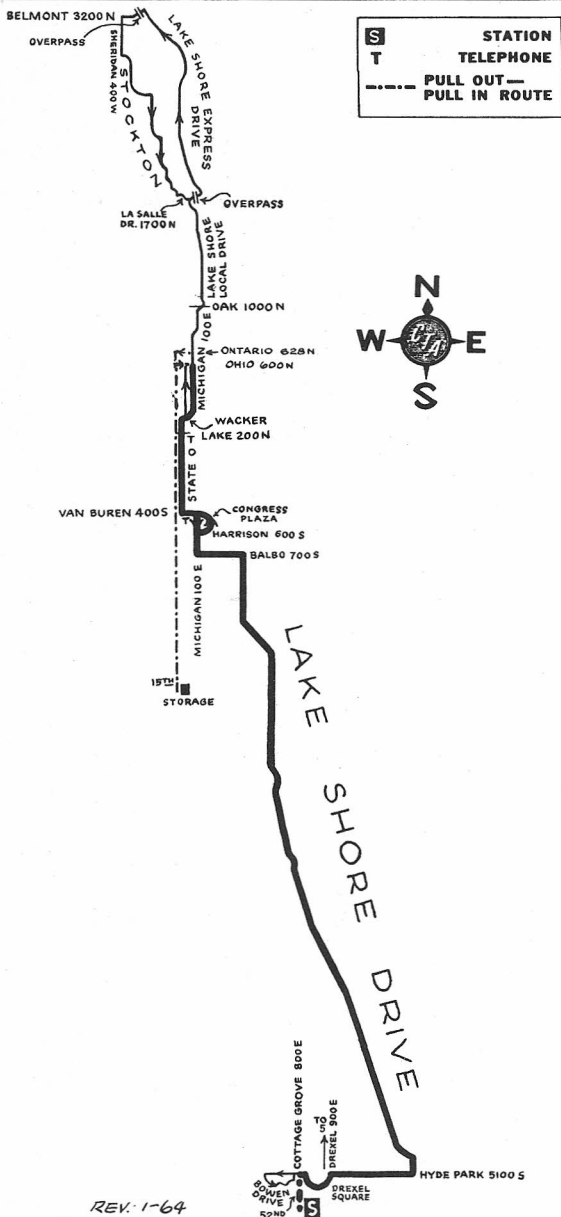 BELMONT 3200 N
OVERPASS
SHERIDAN 400 W
STOCKTON
LAKE SHORE EXPRESS
DRIVE
S STATION
T TELEPHONE
PULL OUT—
PULL IN ROUTE
LA SALLE
DR. 1700 N
OVERPASS
LAKE SHORE
LOCAL DRIVE
OAK 1000 N
N
W CTA E
S
MICHIGAN 100 E
ONTARIO 628 N
OHIO 600 N
WACKER
LAKE 200 N
T
STATE 0
VAN BUREN 400 S
T
2
CONGRESS
PLAZA
HARRISON 600 S
BALBO 700 S
MICHIGAN 100 E
15TH
STORAGE
LAKE SHORE DRIVE
COTTAGE GROVE 800 E
TO
5
DREXEL 900 E
HYDE PARK 5100 S
BOWEN
DRIVE
DREXEL
SQUARE
52ND
S
REV. 1-64